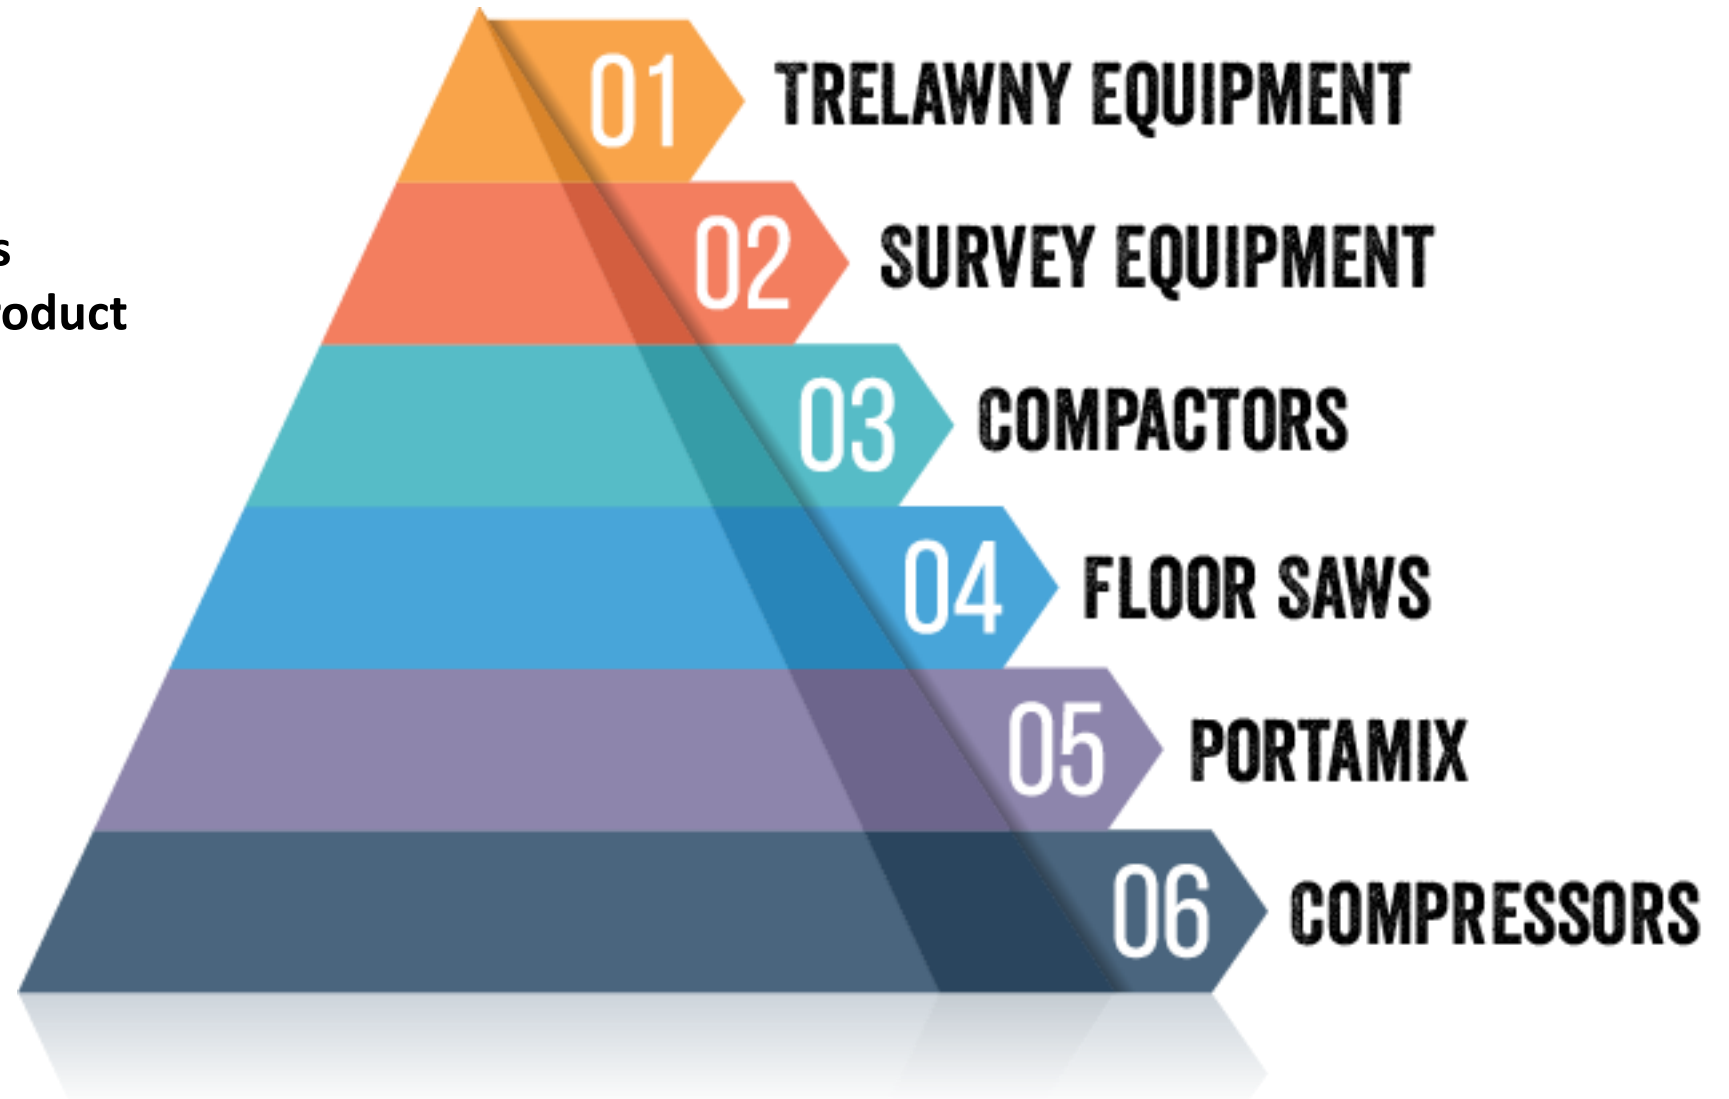 01 TRELAWNY EQUIPMENT
02 SURVEY EQUIPMENT
03 COMPACTORS
04 FLOOR SAWS
05 PORTAMIX
06 COMPRESSORS